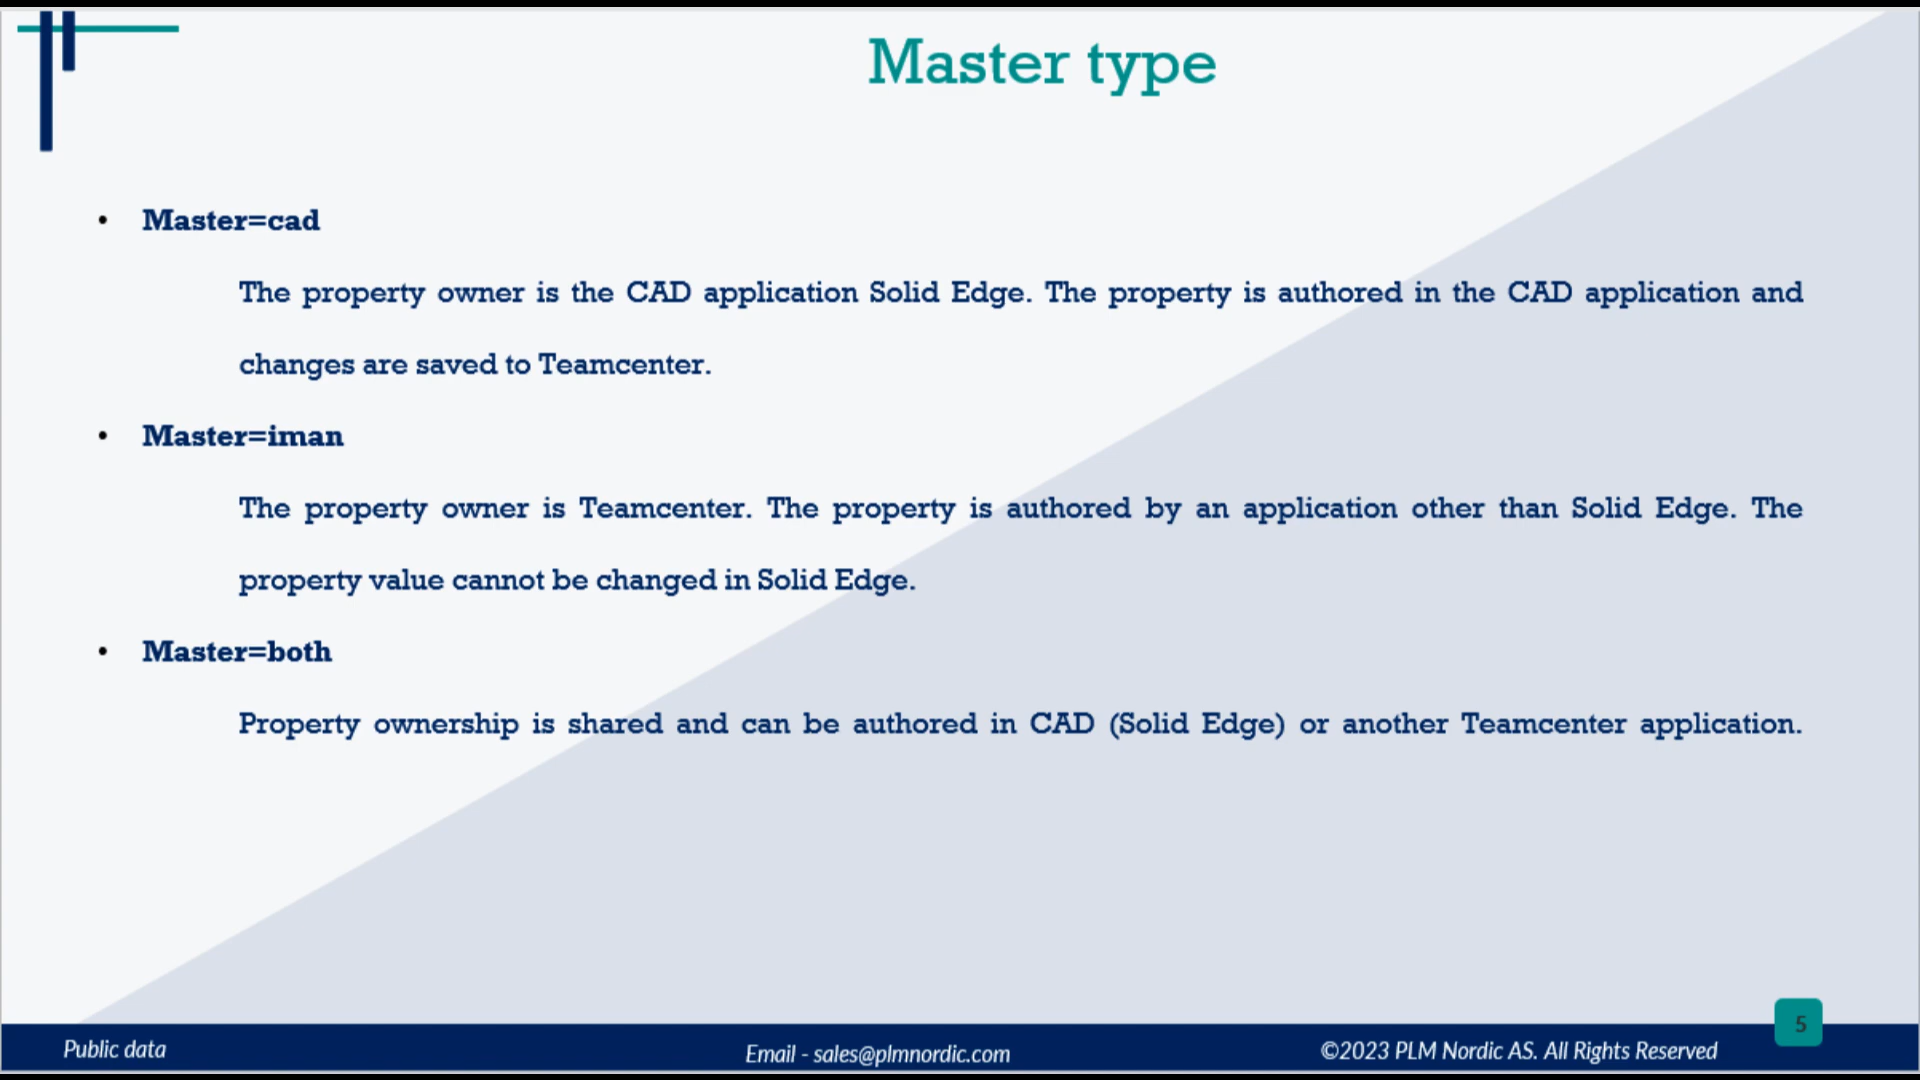 Master type
• Master=cad
The property owner is the CAD application Solid Edge. The property is authored in the CAD application and
changes are saved to Teamcenter.
• Master=iman
The property owner is Teamcenter. The property is authored by an application other than Solid Edge. The
property value cannot be changed in Solid Edge.
• Master=both
Property ownership is shared and can be authored in CAD (Solid Edge) or another Teamcenter application.
5
Public data
Email - sales@plmnordic.com
©2023 PLM Nordic AS. All Rights Reserved